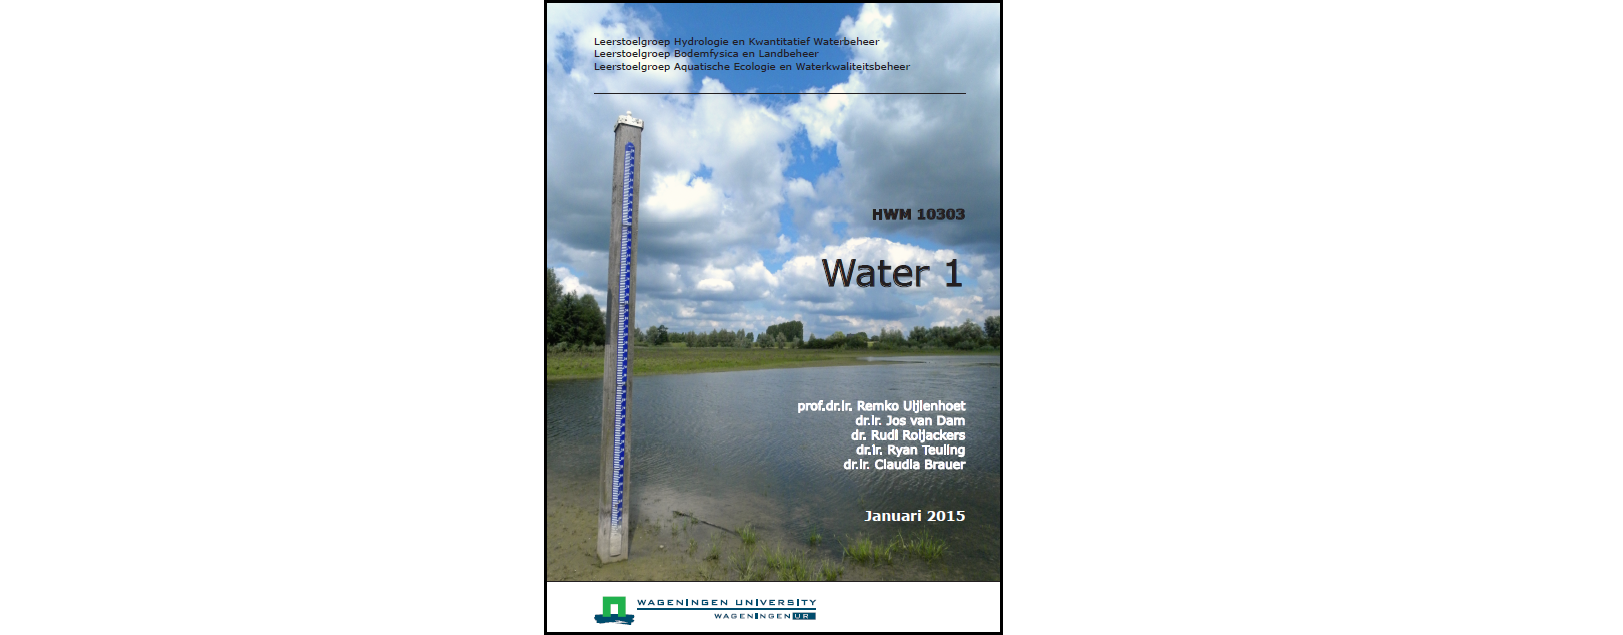 Leerstoelgroep Hydrologie en Kwantitatief Waterbeheer
Leerstoelgroep Bodemfysica en Landbeheer
Leerstoelgroep Aquatische Ecologie en Waterkwaliteitsbeheer
HWM 10303
Water 1
prof.dr.ir. Remko Uijlenhoet
dr.ir. Jos van Dam
dr. Rudi Roijackers
dr.ir. Ryan Teuling
dr.ir. Claudia Brauer
Januari 2015
WAGENINGEN UNIVERSITY
WAGENINGEN UR